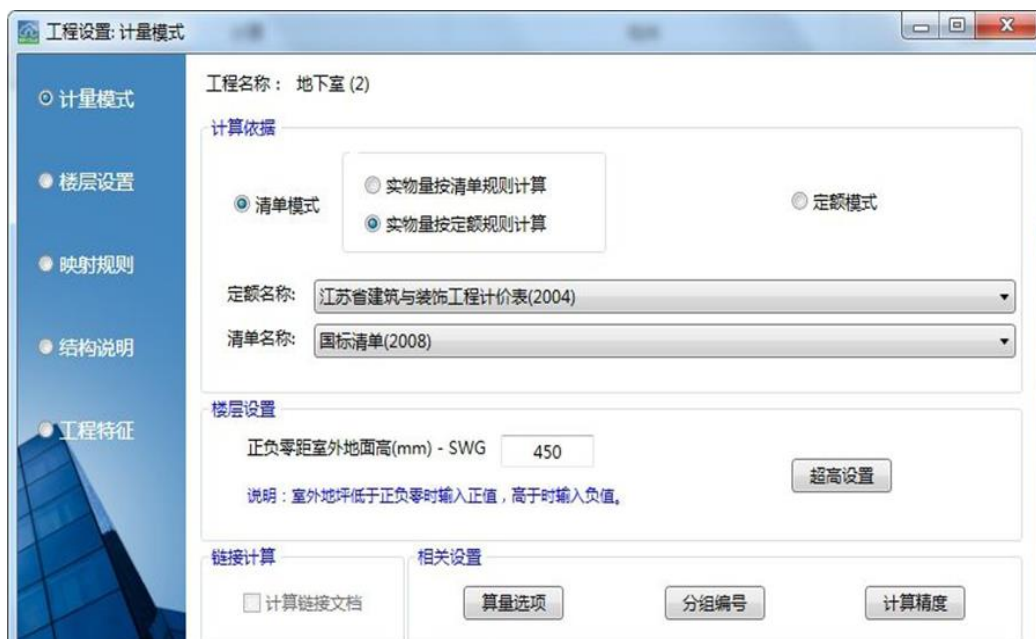 工程设置: 计量模式
计量模式
楼层设置
映射规则
结构说明
工程特征
工程名称： 地下室 (2)
计算依据
清单模式
实物量按清单规则计算
实物量按定额规则计算
定额模式
定额名称: 江苏省建筑与装饰工程计价表(2004)
清单名称: 国标清单(2008)
楼层设置
正负零距室外地面高(mm) - SWG 450
说明：室外地坪低于正负零时输入正值，高于时输入负值。
超高设置
链接计算
计算链接文档
相关设置
算量选项 分组编号 计算精度